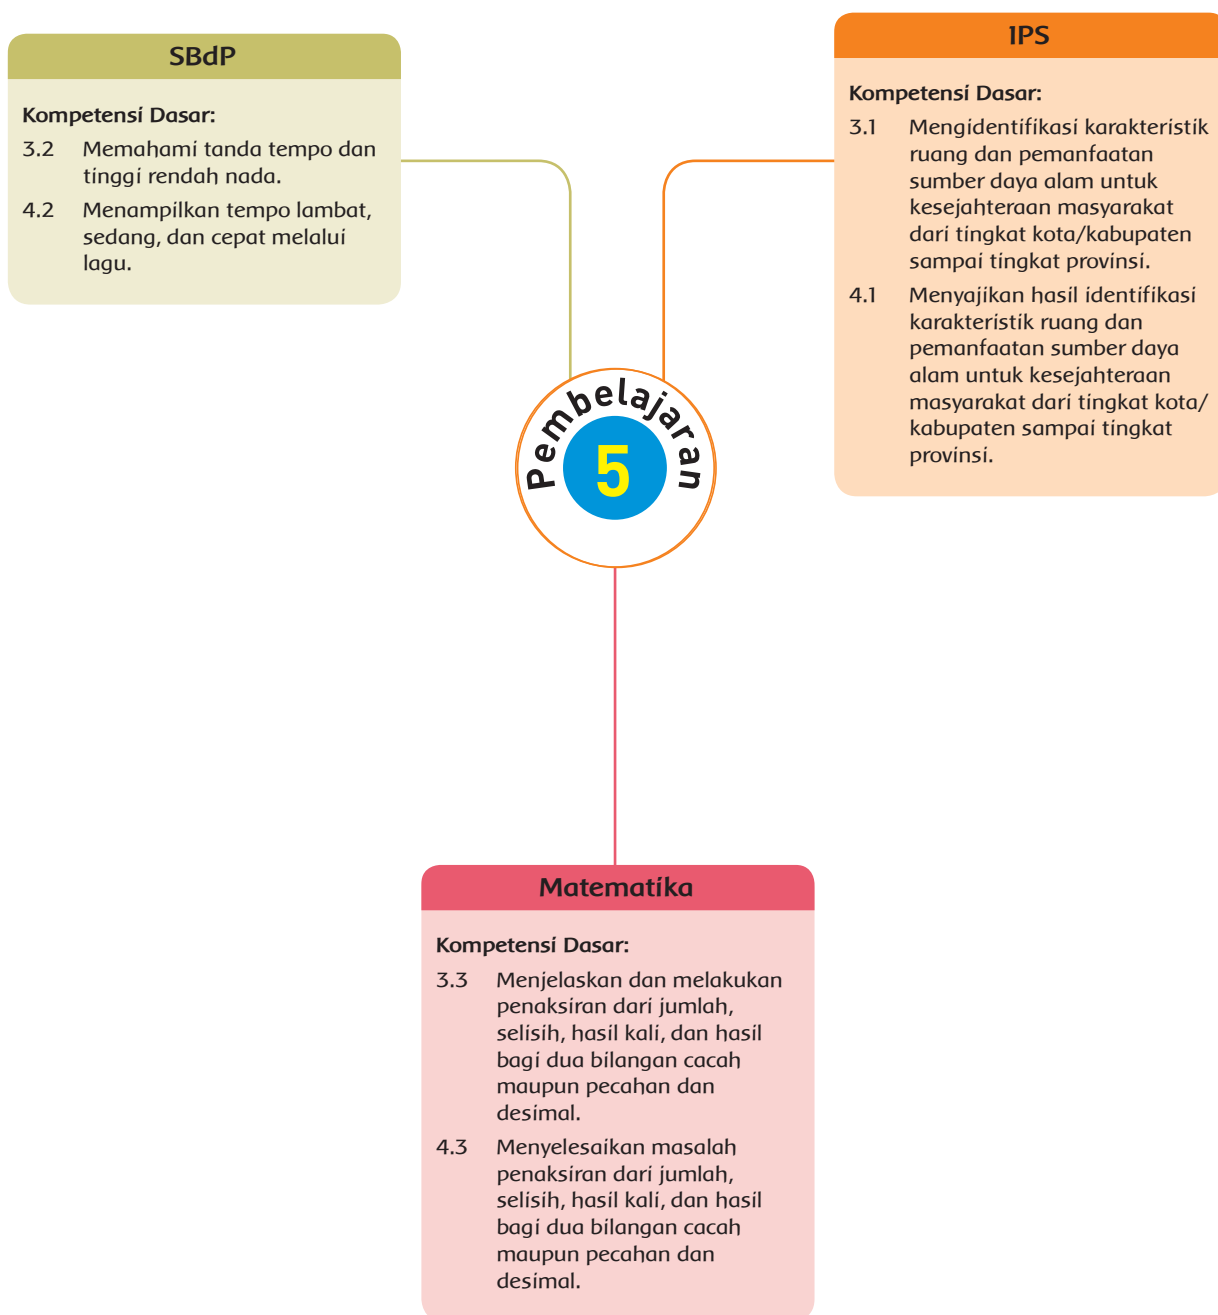 SBdP
Kompetensi Dasar:
3.2 Memahami tanda tempo dan
tinggi rendah nada.
4.2 Menampilkan tempo lambat,
sedang, dan cepat melalui
lagu.
IPS
Kompetensi Dasar:
3.1 Mengidentifikasi karakteristik
ruang dan pemanfaatan
sumber daya alam untuk
kesejahteraan masyarakat
dari tingkat kota/kabupaten
sampai tingkat provinsi.
4.1 Menyajikan hasil identifikasi
karakteristik ruang dan
pemanfaatan sumber daya
alam untuk kesejahteraan
masyarakat dari tingkat kota/
kabupaten sampai tingkat
provinsi.
Pembelajaran
5
Matematika
Kompetensi Dasar:
3.3 Menjelaskan dan melakukan
penaksiran dari jumlah,
selisih, hasil kali, dan hasil
bagi dua bilangan cacah
maupun pecahan dan
desimal.
4.3 Menyelesaikan masalah
penaksiran dari jumlah,
selisih, hasil kali, dan hasil
bagi dua bilangan cacah
maupun pecahan dan
desimal.